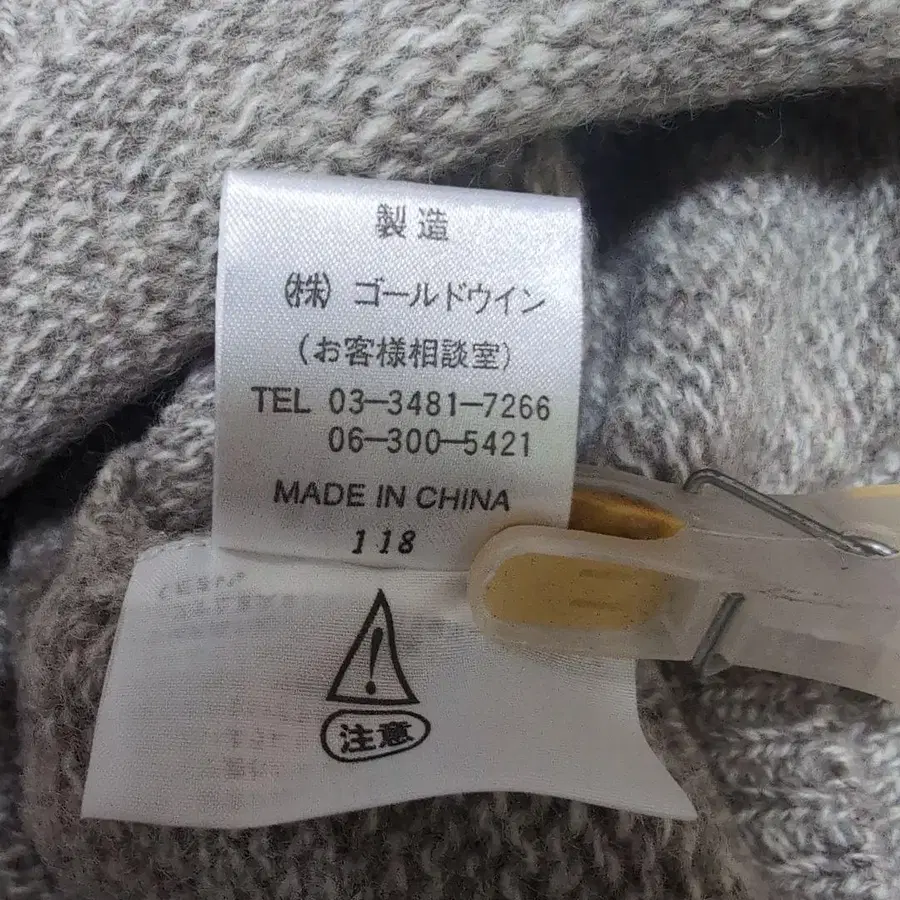 製造
㈱ ゴールドウイン
(お客様相談室)
TEL 03-3481-7266
06-300-5421
MADE IN CHINA
118
注意